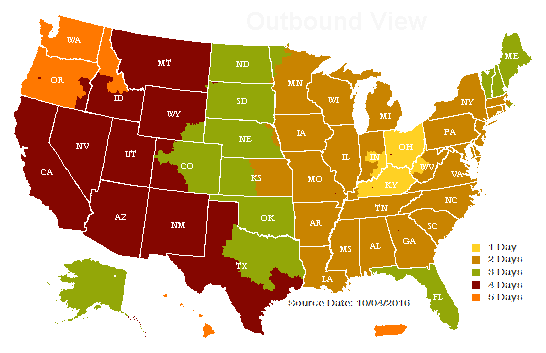 Outbound View
WA
OR
ID
MT
WY
NV
CA
UT
AZ
NM
CO
ND
SD
NE
KS
OK
TX
MN
IA
MO
AR
LA
WI
IL
MI
IN
OH
KY
TN
MS
AL
GA
FL
SC
NC
VA
WV
PA
NY
ME
1 Day
2 Days
3 Days
4 Days
5 Days
Source Date: 10/04/2016